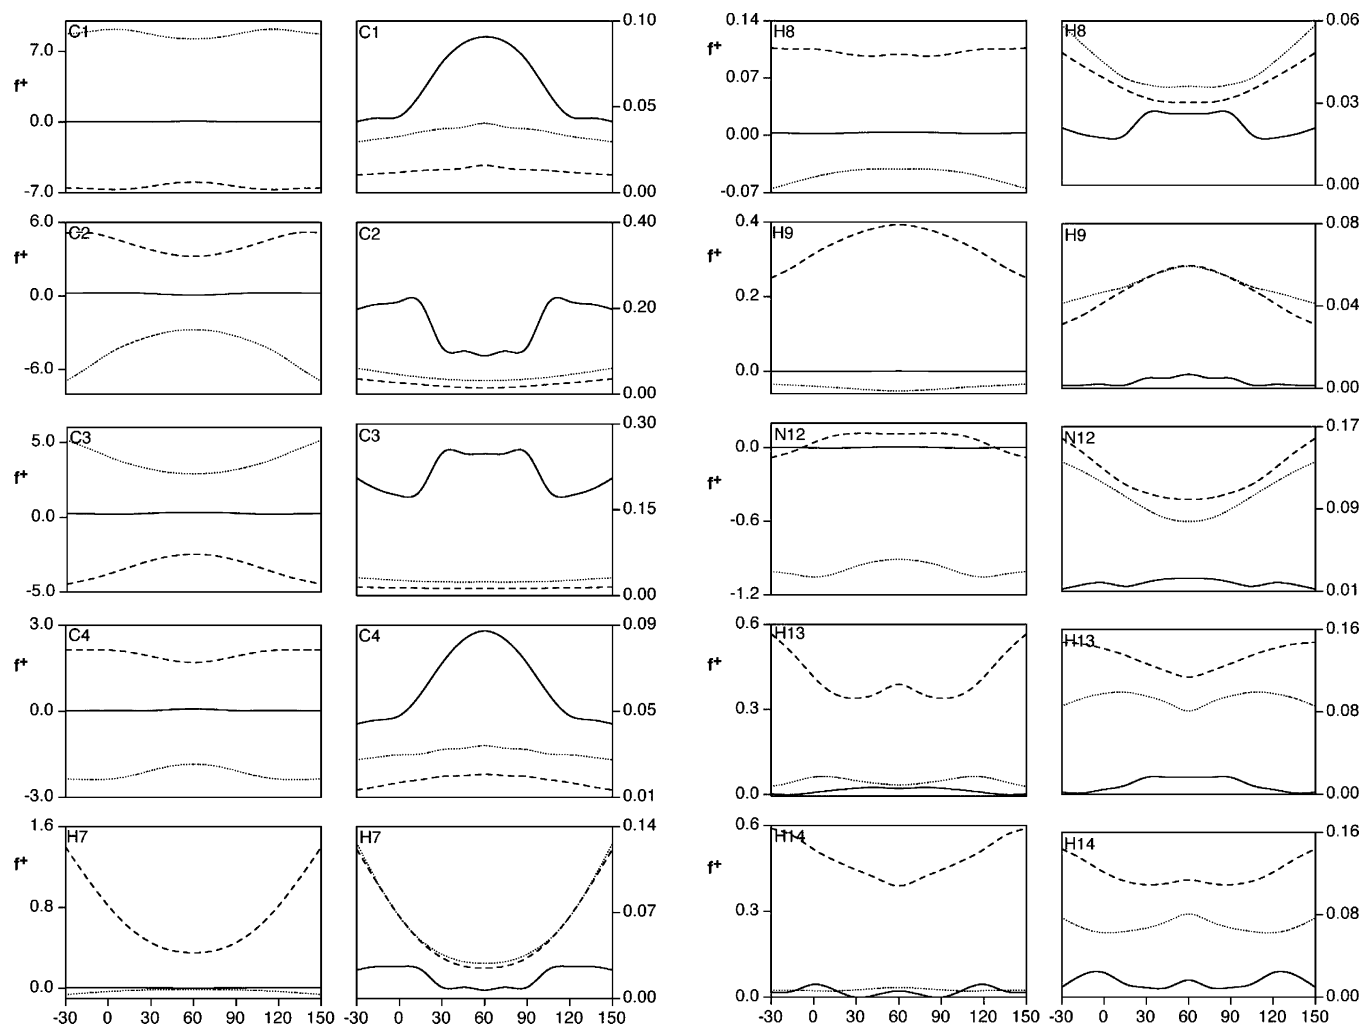 C1
7.0
f+
0.0
-7.0
C1
0.10
0.05
0.00
H8
0.14
f+
0.07
0.00
-0.07
H8
0.06
0.03
0.00
C2
6.0
f+
0.0
-6.0
C2
0.40
0.20
0.00
H9
0.4
f+
0.2
0.0
H9
0.08
0.04
0.00
C3
5.0
f+
0.0
-5.0
C3
0.30
0.15
0.00
N12
0.0
f+
-0.6
-1.2
N12
0.17
0.09
0.01
C4
3.0
f+
0.0
-3.0
C4
0.09
0.05
0.01
H13
0.6
f+
0.3
0.0
H13
0.16
0.08
0.00
H7
1.6
f+
0.8
0.0
H7
0.14
0.07
0.00
H14
0.6
f+
0.3
0.0
H14
0.16
0.08
0.00
-30 0 30 60 90 120 150
-30 0 30 60 90 120 150
-30 0 30 60 90 120 150
-30 0 30 60 90 120 150